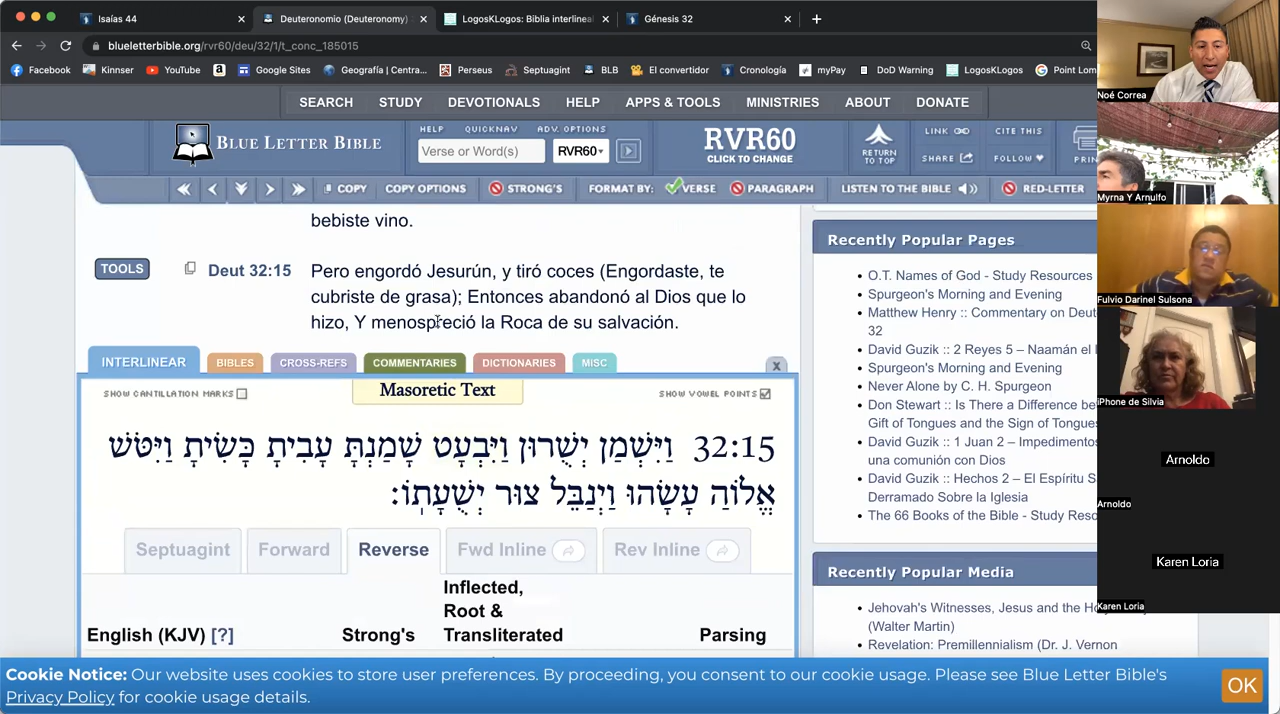 Isaías 44
Deuteronomio (Deuteronomy)
LogosKLogos: Biblia interlineal
Génesis 32
blueletterbible.org/rvr60/deu/32/1/t_conc_185015
Facebook
Kinnser
YouTube
Google Sites
Geografía | Centra...
Perseus
Septuagint
BLB
El convertidor
Cronología
myPay
DoD Warning
LogosKLogos
Point Lom
SEARCH STUDY DEVOTIONALS HELP APPS & TOOLS MINISTRIES ABOUT DONATE
BLUE LETTER BIBLE
HELP QUICKNAV ADV. OPTIONS
Verse or Word(s)
RVR60
RVR60
CLICK TO CHANGE
RETURN
TO TOP
LINK
CITE THIS
SHARE
FOLLOW
PRIN
COPY
COPY OPTIONS
STRONG'S
FORMAT BY:
VERSE
PARAGRAPH
LISTEN TO THE BIBLE
RED-LETTER
bebiste vino.
TOOLS
Deut 32:15
Pero engordó Jesurún, y tiró coces (Engordaste, te
cubriste de grasa); Entonces abandonó al Dios que lo
hizo, Y menospreció la Roca de su salvación.
INTERLINEAR
BIBLES
CROSS-REFS
COMMENTARIES
DICTIONARIES
MISC
X
SHOW CANTILLATION MARKS
Masoretic Text
SHOW VOWEL POINTS
32:15 וַיִּשְׁמַן יְשֻׁרוּן וַיִּבְעָט שָׁמַנְתָּ עָבִיתָ כָּשִׂיתָ וַיִּטֹּשׁ
אֱלוֹהַ עָשָׂהוּ וַיְנַבֵּל צוּר יְשֻׁעָתוֹ׃
Septuagint
Forward
Reverse
Fwd Inline
Rev Inline
English (KJV) [?]
Strong's
Inflected,
Root &
Transliterated
Parsing
Recently Popular Pages
O.T. Names of God - Study Resources
Spurgeon's Morning and Evening
Matthew Henry :: Commentary on Deut
32
David Guzik :: 2 Reyes 5 – Naamán el l
Spurgeon's Morning and Evening
Never Alone by C. H. Spurgeon
Don Stewart :: Is There a Difference be
Gift of Tongues and the Sign of Tongues
David Guzik :: 1 Juan 2 – Impedimentos
una comunión con Dios
David Guzik :: Hechos 2 – El Espíritu S
Derramado Sobre la Iglesia
The 66 Books of the Bible - Study Reso
Recently Popular Media
Jehovah's Witnesses, Jesus and the Ho
(Walter Martin)
Revelation: Premillennialism (Dr. J. Vernon
Noé Correa
Myrna Y Arnulfo
Fulvio Darinel Sulsona
iPhone de Silvia
Arnoldo
Arnoldo
Karen Loria
Karen Loria
Cookie Notice: Our website uses cookies to store user preferences. By proceeding, you consent to our cookie usage. Please see Blue Letter Bible's
Privacy Policy for cookie usage details.
OK